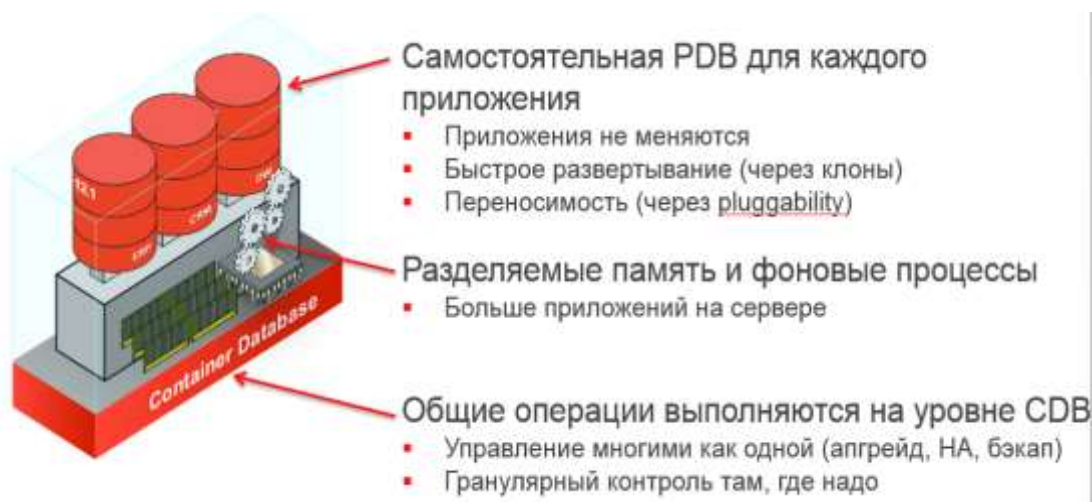 Самостоятельная PDB для каждого
приложения
Приложения не меняются
Быстрое развертывание (через клоны)
Переносимость (через pluggability)
Разделяемые память и фоновые процессы
Больше приложений на сервере
Container Database
Общие операции выполняются на уровне CDB
Управление многими как одной (апгрейд, HA, бэкап)
Гранулярный контроль там, где надо